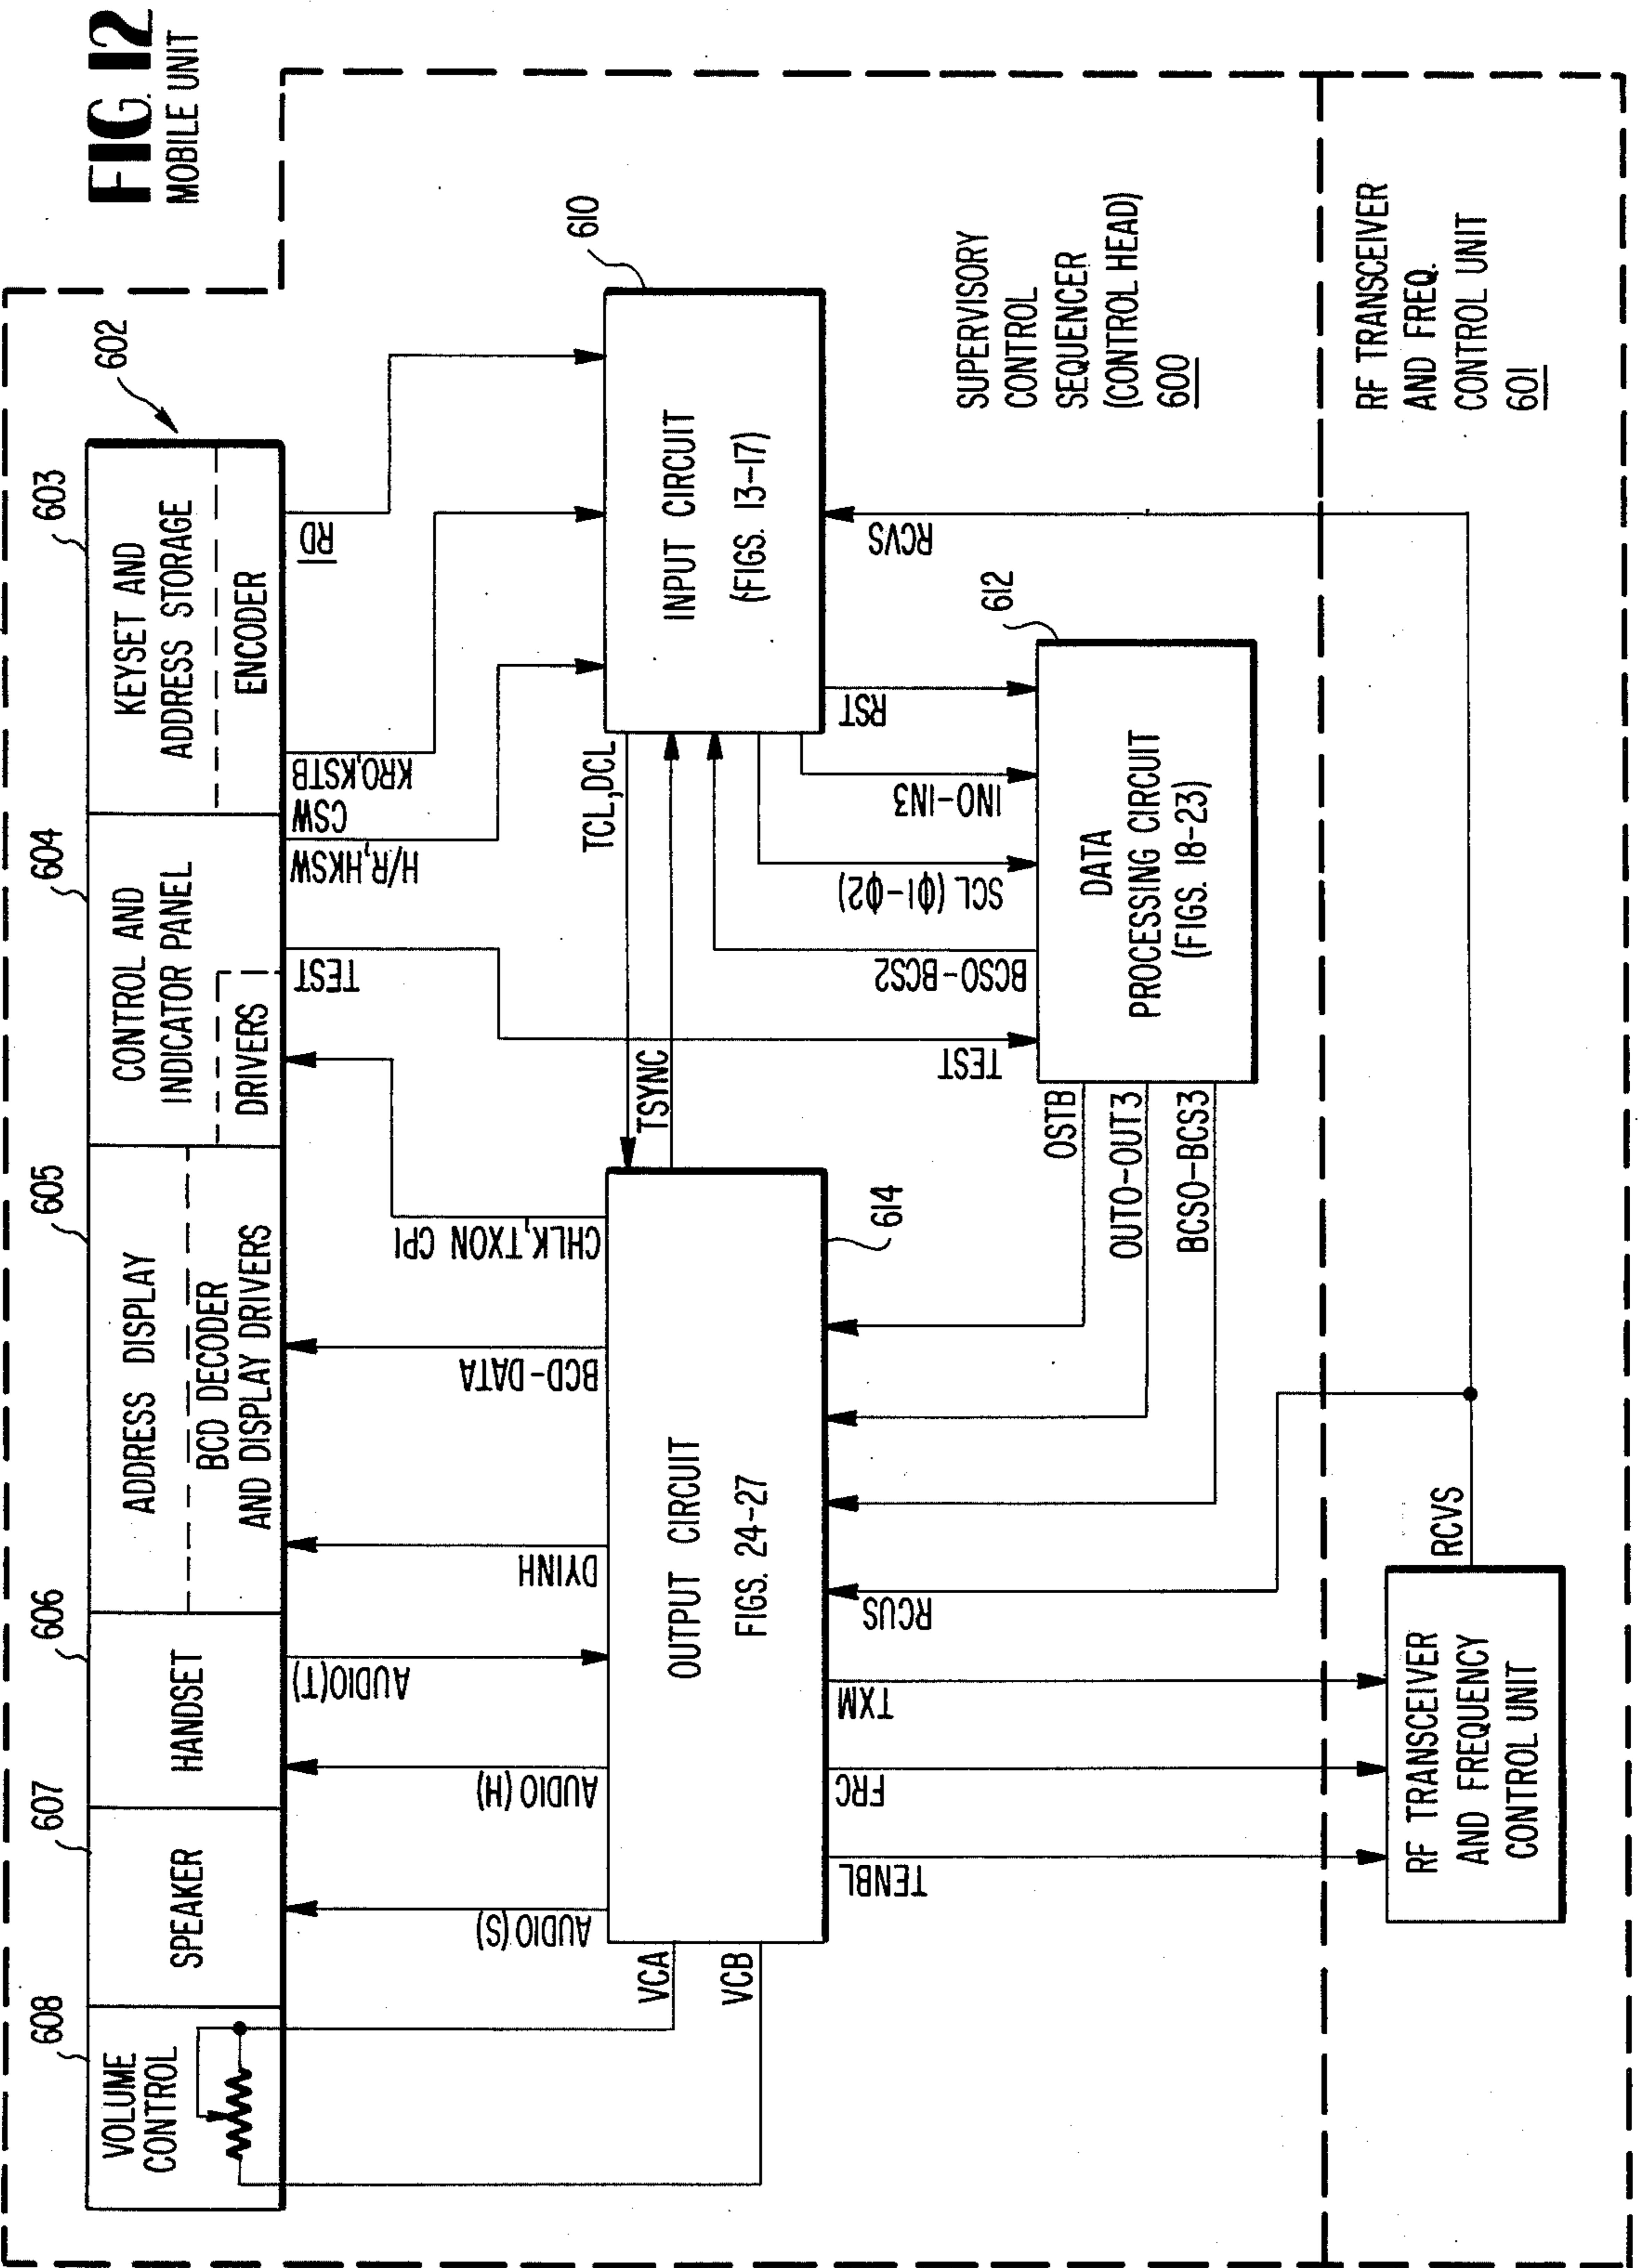 FIG. 12
MOBILE UNIT
608
607
606
605
604
603
602
VOLUME
CONTROL
SPEAKER
HANDSET
ADDRESS DISPLAY
BCD DECODER
AND DISPLAY DRIVERS
CONTROL AND
INDICATOR PANEL
DRIVERS
KEYSET AND
ADDRESS STORAGE
ENCODER
AUDIO(S)
AUDIO (H)
AUDIO(T)
DYINH
BCD-DATA
CHLK,TXON CPI
TEST
H/R,HKSW
CSW
KRO,KSTB
RD
VCA
VCB
OUTPUT CIRCUIT
FIGS. 24-27
614
TCL,DCL
TSYNC
INPUT CIRCUIT
(FIGS. 13-17)
610
TENBL
FRC
TXM
RCUS
OSTB
OUTO-OUT3
BCSO-BCS3
TEST
BCSO-BCS2
SCL (Φ1-Φ2)
INO-IN3
RST
RCVS
DATA
PROCESSING CIRCUIT
(FIGS. 18-23)
612
SUPERVISORY
CONTROL
SEQUENCER
(CONTROL HEAD)
600
RF TRANSCEIVER
AND FREQUENCY
CONTROL UNIT
RCVS
RF TRANSCEIVER
AND FREQ.
CONTROL UNIT
601